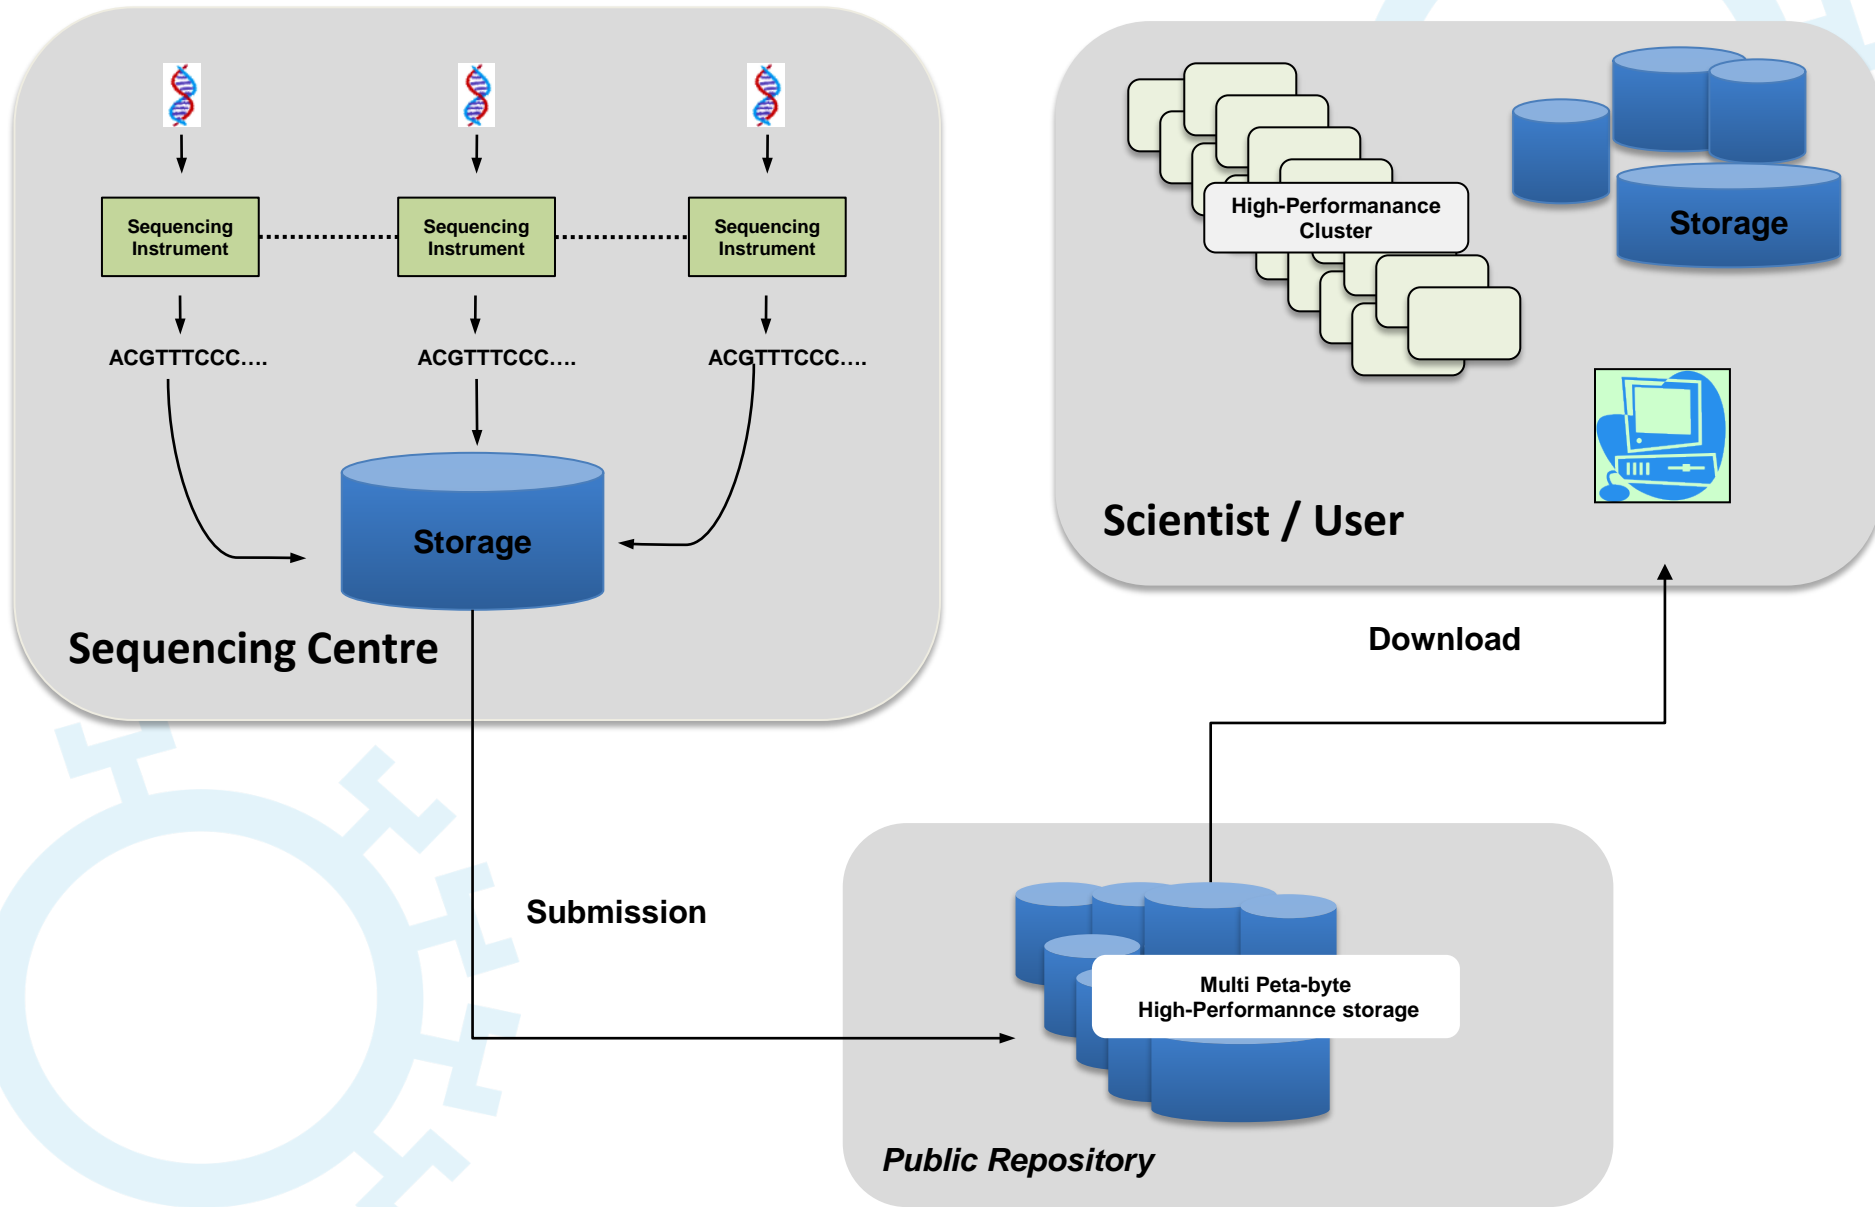 Sequencing
Instrument
Sequencing
Instrument
Sequencing
Instrument
ACGTTTCCC....
ACGTTTCCC....
ACGTTTCCC....
Storage
Sequencing Centre
High-Performanance
Cluster
Storage
Scientist / User
Download
Submission
Multi Peta-byte
High-Performannce storage
Public Repository